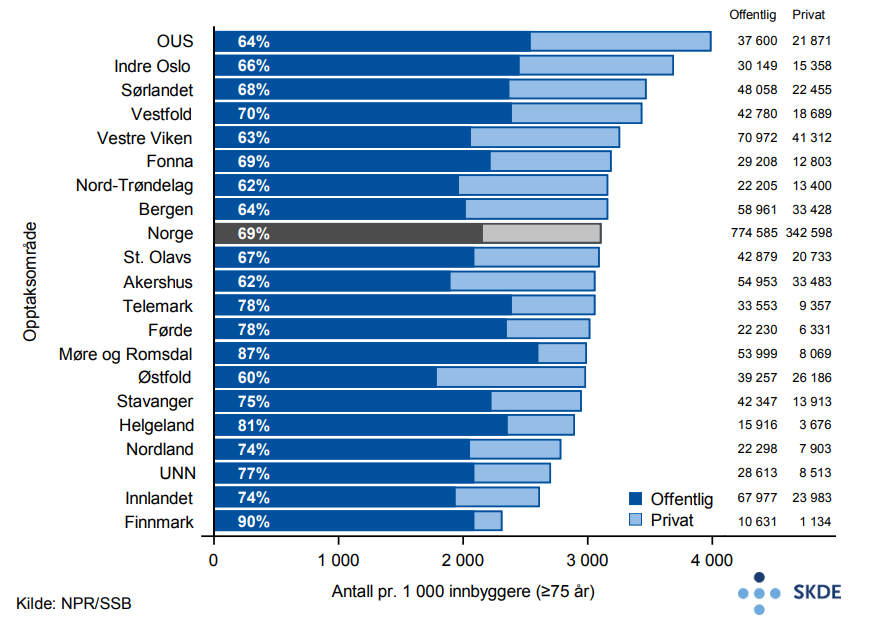 Offentlig Privat
OUS 64% 37 600 21 871
Indre Oslo 66% 30 149 15 358
Sørlandet 68% 48 058 22 455
Vestfold 70% 42 780 18 689
Vestre Viken 63% 70 972 41 312
Fonna 69% 29 208 12 803
Nord-Trøndelag 62% 22 205 13 400
Bergen 64% 58 961 33 428
Norge 69% 774 585 342 598
St. Olavs 67% 42 879 20 733
Akershus 62% 54 953 33 483
Telemark 78% 33 553 9 357
Førde 78% 22 230 6 331
Møre og Romsdal 87% 53 999 8 069
Østfold 60% 39 257 26 186
Stavanger 75% 42 347 13 913
Helgeland 81% 15 916 3 676
Nordland 74% 22 298 7 903
UNN 77% 28 613 8 513
Innlandet 74% 67 977 23 983
Finnmark 90% 10 631 1 134
Opptaksområde
Offentlig
Privat
0 1 000 2 000 3 000 4 000
Antall pr. 1 000 innbyggere (≥75 år)
Kilde: NPR/SSB
SKDE